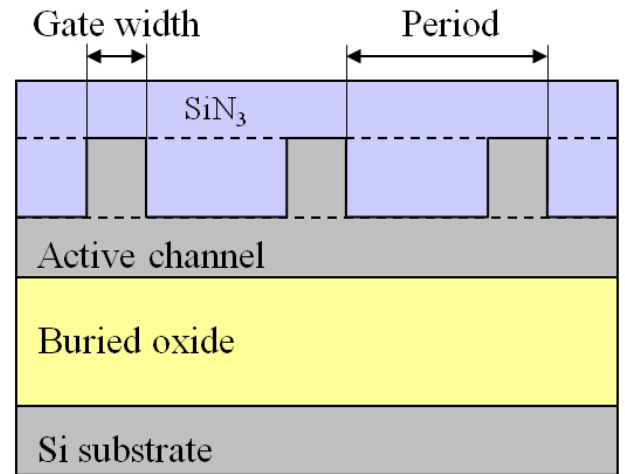 Gate width
Period
SiN₃
Active channel
Buried oxide
Si substrate